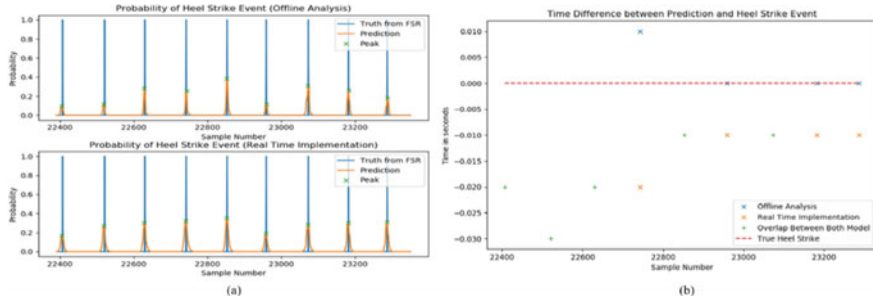 Probability of Heel Strike Event (Offline Analysis)
Probability
1.0
0.8
0.6
0.4
0.2
0.0
Truth from FSR
Prediction
Peak
22400 22600 22800 23000 23200
Sample Number
Probability of Heel Strike Event (Real Time Implementation)
Probability
1.0
0.8
0.6
0.4
0.2
0.0
Truth from FSR
Prediction
Peak
22400 22600 22800 23000 23200
Sample Number
(a)
Time Difference between Prediction and Heel Strike Event
Time in seconds
0.010
0.005
0.000
−0.005
−0.010
−0.015
−0.020
−0.025
−0.030
Offline Analysis
Real Time Implementation
Overlap Between Both Model
True Heel Strike
22400 22600 22800 23000 23200
Sample Number
(b)